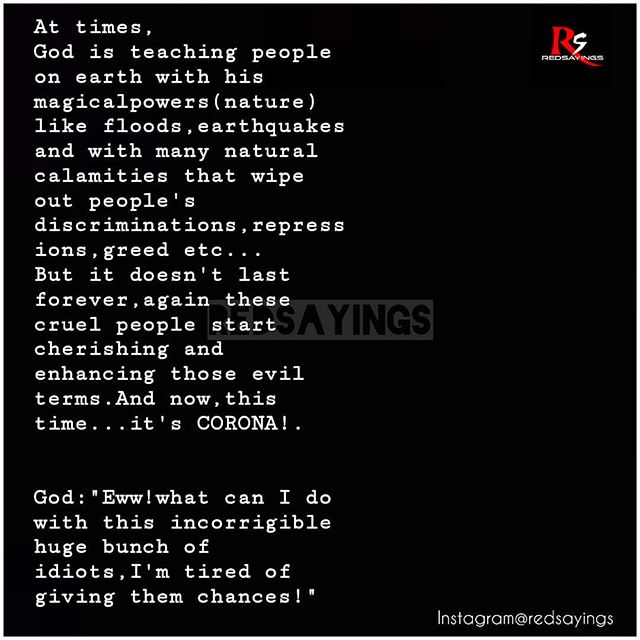 At times,
God is teaching people
on earth with his
magicalpowers(nature)
like floods,earthquakes
and with many natural
calamities that wipe
out people's
discriminations,repress
ions,greed etc...
But it doesn't last
forever,again these
cruel people start
cherishing and
enhancing those evil
terms.And now,this
time...it's CORONA!.
God:"Eww!what can I do
with this incorrigible
huge bunch of
idiots,I'm tired of
giving them chances!"
RS
REDSAYINGS
REDSAYINGS
Instagram@redsayings